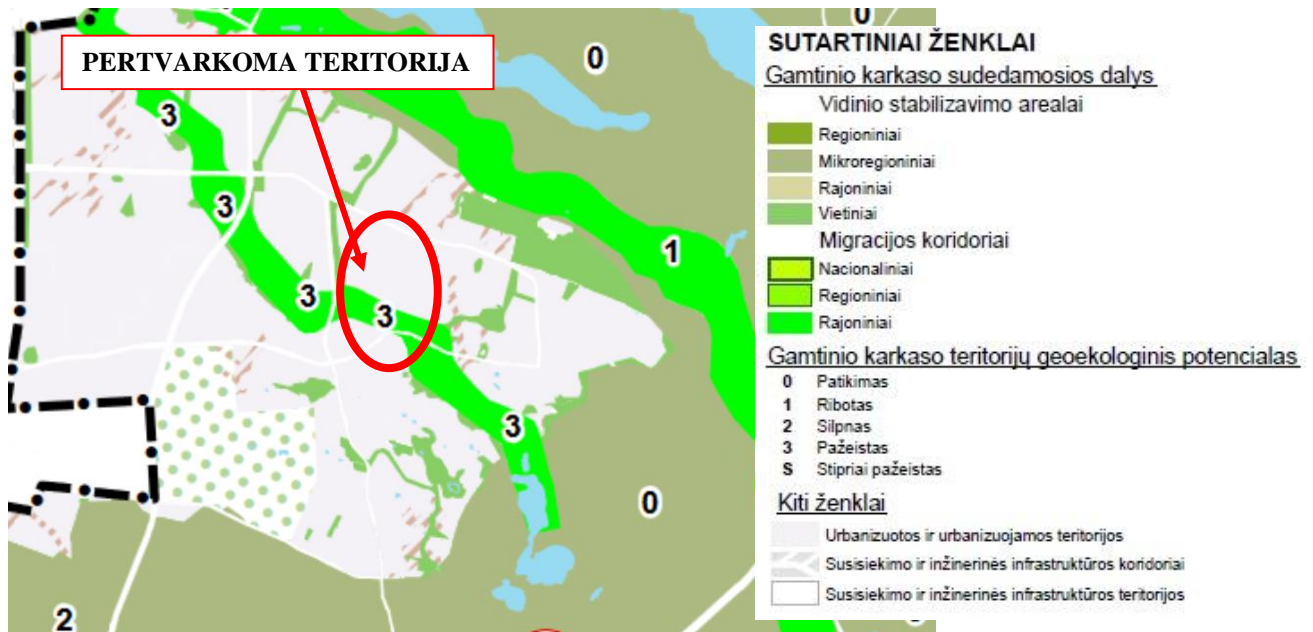 PERTVARKOMA TERITORIJA
0
0
3
3
1
3
3
3
0
2
SUTARTINIAI ŽENKLAI
Gamtinio karkaso sudedamosios dalys
Vidinio stabilizavimo arealai
Regioniniai
Mikroregioniniai
Rajoniniai
Vietiniai
Migracijos koridoriai
Nacionaliniai
Regioniniai
Rajoniniai
Gamtinio karkaso teritorijų geoekologinis potencialas
0 Patikimas
1 Ribotas
2 Silpnas
3 Pažeistas
S Stipriai pažeistas
Kiti ženklai
Urbanizuotos ir urbanizuojamos teritorijos
Susisiekimo ir inžinerinės infrastruktūros koridoriai
Susisiekimo ir inžinerinės infrastruktūros teritorijos